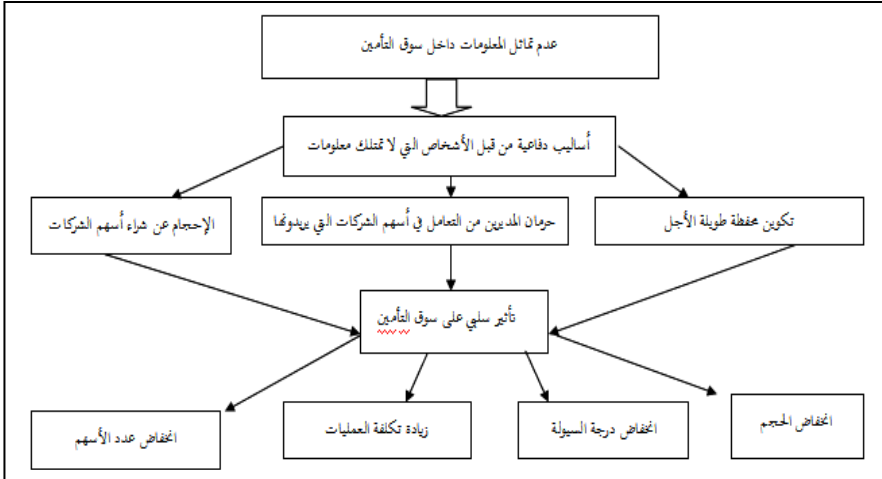 عدم تماثل المعلومات داخل سوق التأمين
أساليب دفاعية من قبل الأشخاص التي لا تمتلك معلومات
تكوين محفظة طويلة الأجل
حرمان المديرين من التعامل في أسهم الشركات التي يريدونها
الإحجام عن شراء أسهم الشركات
تأثير سلبي على سوق التأمين
انخفاض الحجم
انخفاض درجة السيولة
زيادة تكلفة العمليات
انخفاض عدد الأسهم